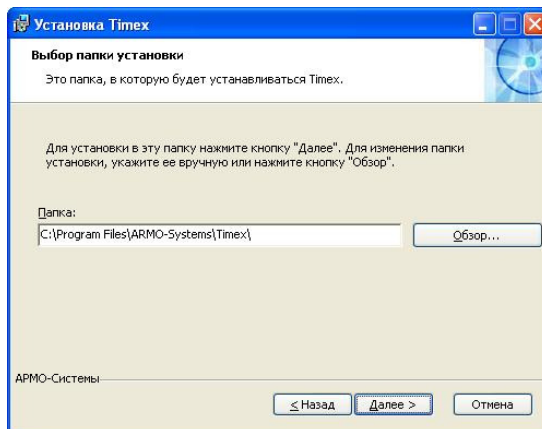 Установка Timex
Выбор папки установки
Это папка, в которую будет устанавливаться Timex.
Для установки в эту папку нажмите кнопку "Далее". Для изменения папки
установки, укажите ее вручную или нажмите кнопку "Обзор".
Папка:
C:\Program Files\ARMO-Systems\Timex\
Обзор...
АРМО-Системы
< Назад
Далее >
Отмена